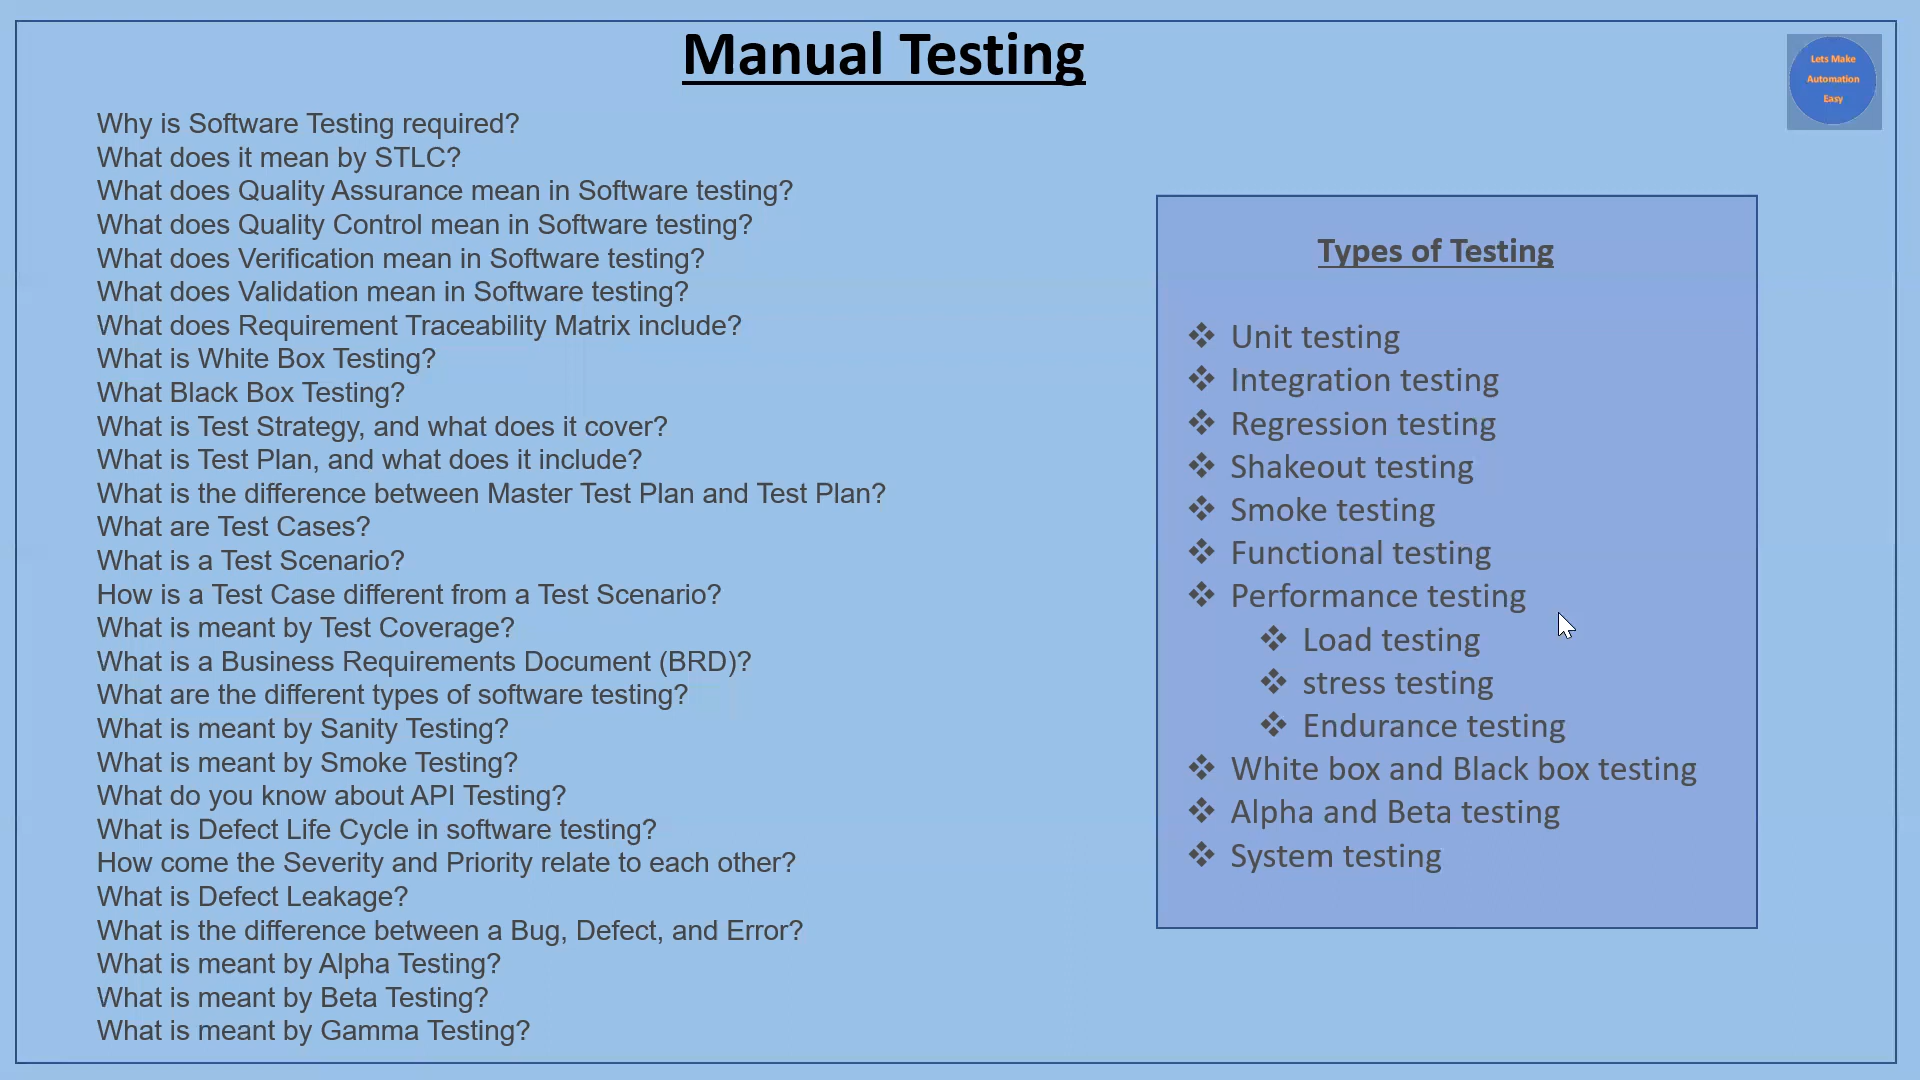 Manual Testing
Lets Make
Automation
Easy
Why is Software Testing required?
What does it mean by STLC?
What does Quality Assurance mean in Software testing?
What does Quality Control mean in Software testing?
What does Verification mean in Software testing?
What does Validation mean in Software testing?
What does Requirement Traceability Matrix include?
What is White Box Testing?
What Black Box Testing?
What is Test Strategy, and what does it cover?
What is Test Plan, and what does it include?
What is the difference between Master Test Plan and Test Plan?
What are Test Cases?
What is a Test Scenario?
How is a Test Case different from a Test Scenario?
What is meant by Test Coverage?
What is a Business Requirements Document (BRD)?
What are the different types of software testing?
What is meant by Sanity Testing?
What is meant by Smoke Testing?
What do you know about API Testing?
What is Defect Life Cycle in software testing?
How come the Severity and Priority relate to each other?
What is Defect Leakage?
What is the difference between a Bug, Defect, and Error?
What is meant by Alpha Testing?
What is meant by Beta Testing?
What is meant by Gamma Testing?
Types of Testing
❖ Unit testing
❖ Integration testing
❖ Regression testing
❖ Shakeout testing
❖ Smoke testing
❖ Functional testing
❖ Performance testing
❖ Load testing
❖ stress testing
❖ Endurance testing
❖ White box and Black box testing
❖ Alpha and Beta testing
❖ System testing